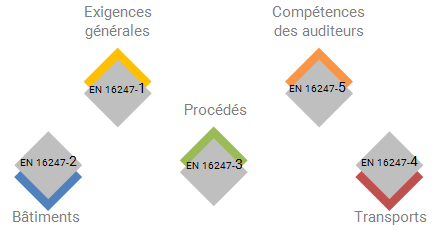 Exigences
générales
EN 16247-1
Compétences
des auditeurs
EN 16247-5
Procédés
EN 16247-3
EN 16247-2
Bâtiments
EN 16247-4
Transports